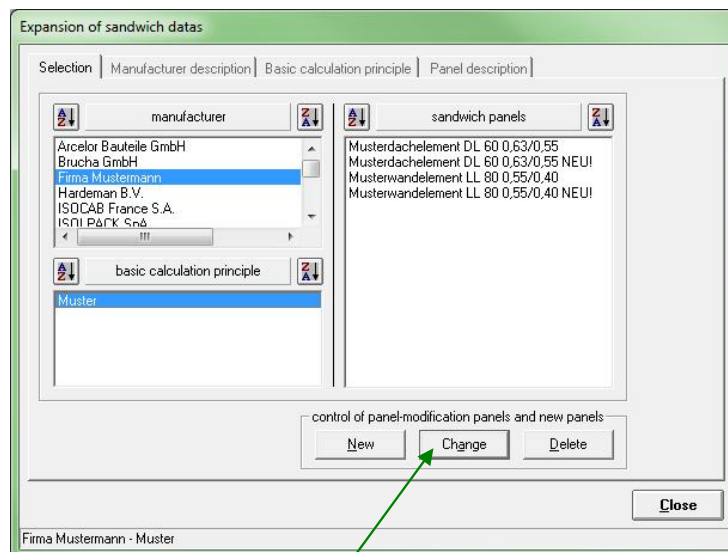 Expansion of sandwich datas
Selection
Manufacturer description
Basic calculation principle
Panel description
manufacturer
Arcelor Bauteile GmbH
Brucha GmbH
Firma Mustermann
Hardeman B.V.
ISOCAB France S.A.
ISOLPACK SpA
basic calculation principle
Muster
sandwich panels
Musterdachelement DL 60 0,63/0,55
Musterdachelement DL 60 0,63/0,55 NEU!
Musterwandelement LL 80 0,55/0,40
Musterwandelement LL 80 0,55/0,40 NEU!
control of panel-modification panels and new panels
New
Change
Delete
Close
Firma Mustermann - Muster